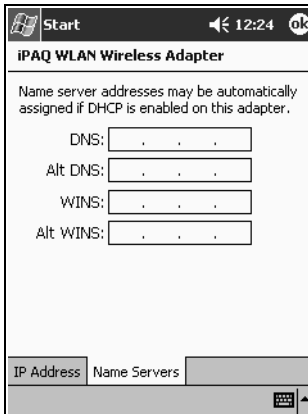 Start 12:24 ok
iPAQ WLAN Wireless Adapter
Name server addresses may be automatically
assigned if DHCP is enabled on this adapter.
DNS: . . .
Alt DNS: . . .
WINS: . . .
Alt WINS: . . .
IP Address Name Servers